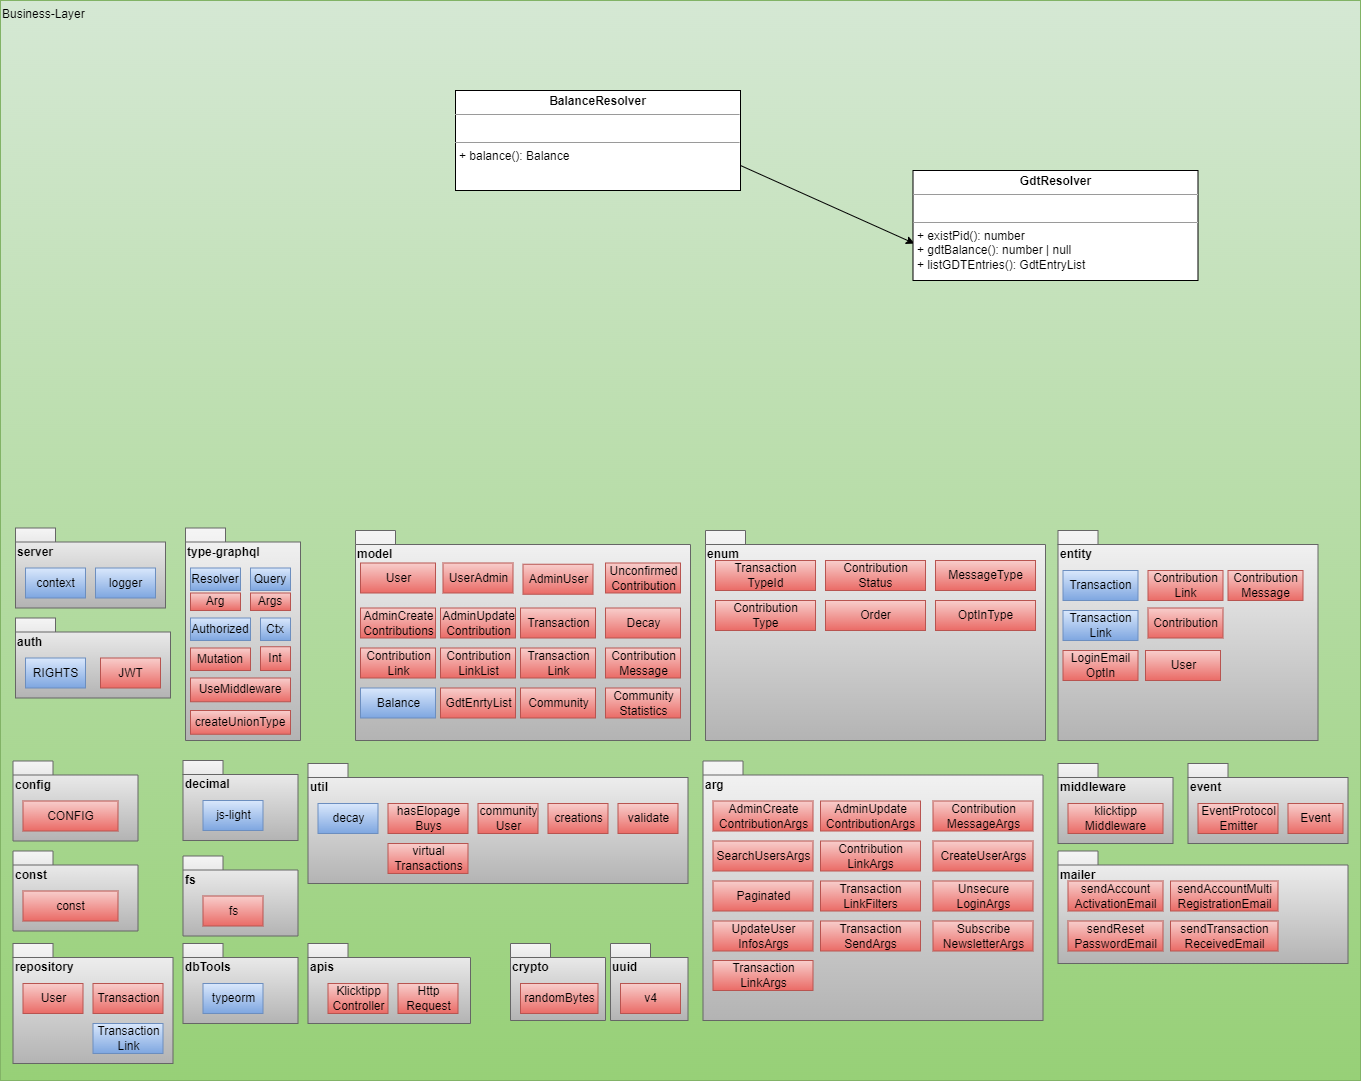 Business-Layer
BalanceResolver
+ balance(): Balance
GdtResolver
+ existPid(): number
+ gdtBalance(): number | null
+ listGDTEntries(): GdtEntryList
server
context
logger
auth
RIGHTS
JWT
type-graphql
Resolver
Query
Arg
Args
Authorized
Ctx
Mutation
Int
UseMiddleware
createUnionType
model
User
UserAdmin
AdminUser
Unconfirmed
Contribution
AdminCreate
Contributions
AdminUpdate
Contribution
Transaction
Decay
Contribution
Link
Contribution
LinkList
Transaction
Link
Contribution
Message
Balance
GdtEnrtyList
Community
Community
Statistics
enum
Transaction
TypeId
Contribution
Status
MessageType
Contribution
Type
Order
OptInType
entity
Transaction
Contribution
Link
Contribution
Message
Transaction
Link
Contribution
LoginEmail
OptIn
User
config
CONFIG
const
const
decimal
js-light
fs
fs
util
decay
hasElopage
Buys
community
User
creations
validate
virtual
Transactions
arg
AdminCreate
ContributionArgs
AdminUpdate
ContributionArgs
Contribution
MessageArgs
SearchUsersArgs
Contribution
LinkArgs
CreateUserArgs
Paginated
Transaction
LinkFilters
Unsecure
LoginArgs
UpdateUser
InfosArgs
Transaction
SendArgs
Subscribe
NewsletterArgs
Transaction
LinkArgs
middleware
klicktipp
Middleware
event
EventProtocol
Emitter
Event
mailer
sendAccount
ActivationEmail
sendAccountMulti
RegistrationEmail
sendReset
PasswordEmail
sendTransaction
ReceivedEmail
repository
User
Transaction
Transaction
Link
dbTools
typeorm
apis
Klicktipp
Controller
Http
Request
crypto
randomBytes
uuid
v4